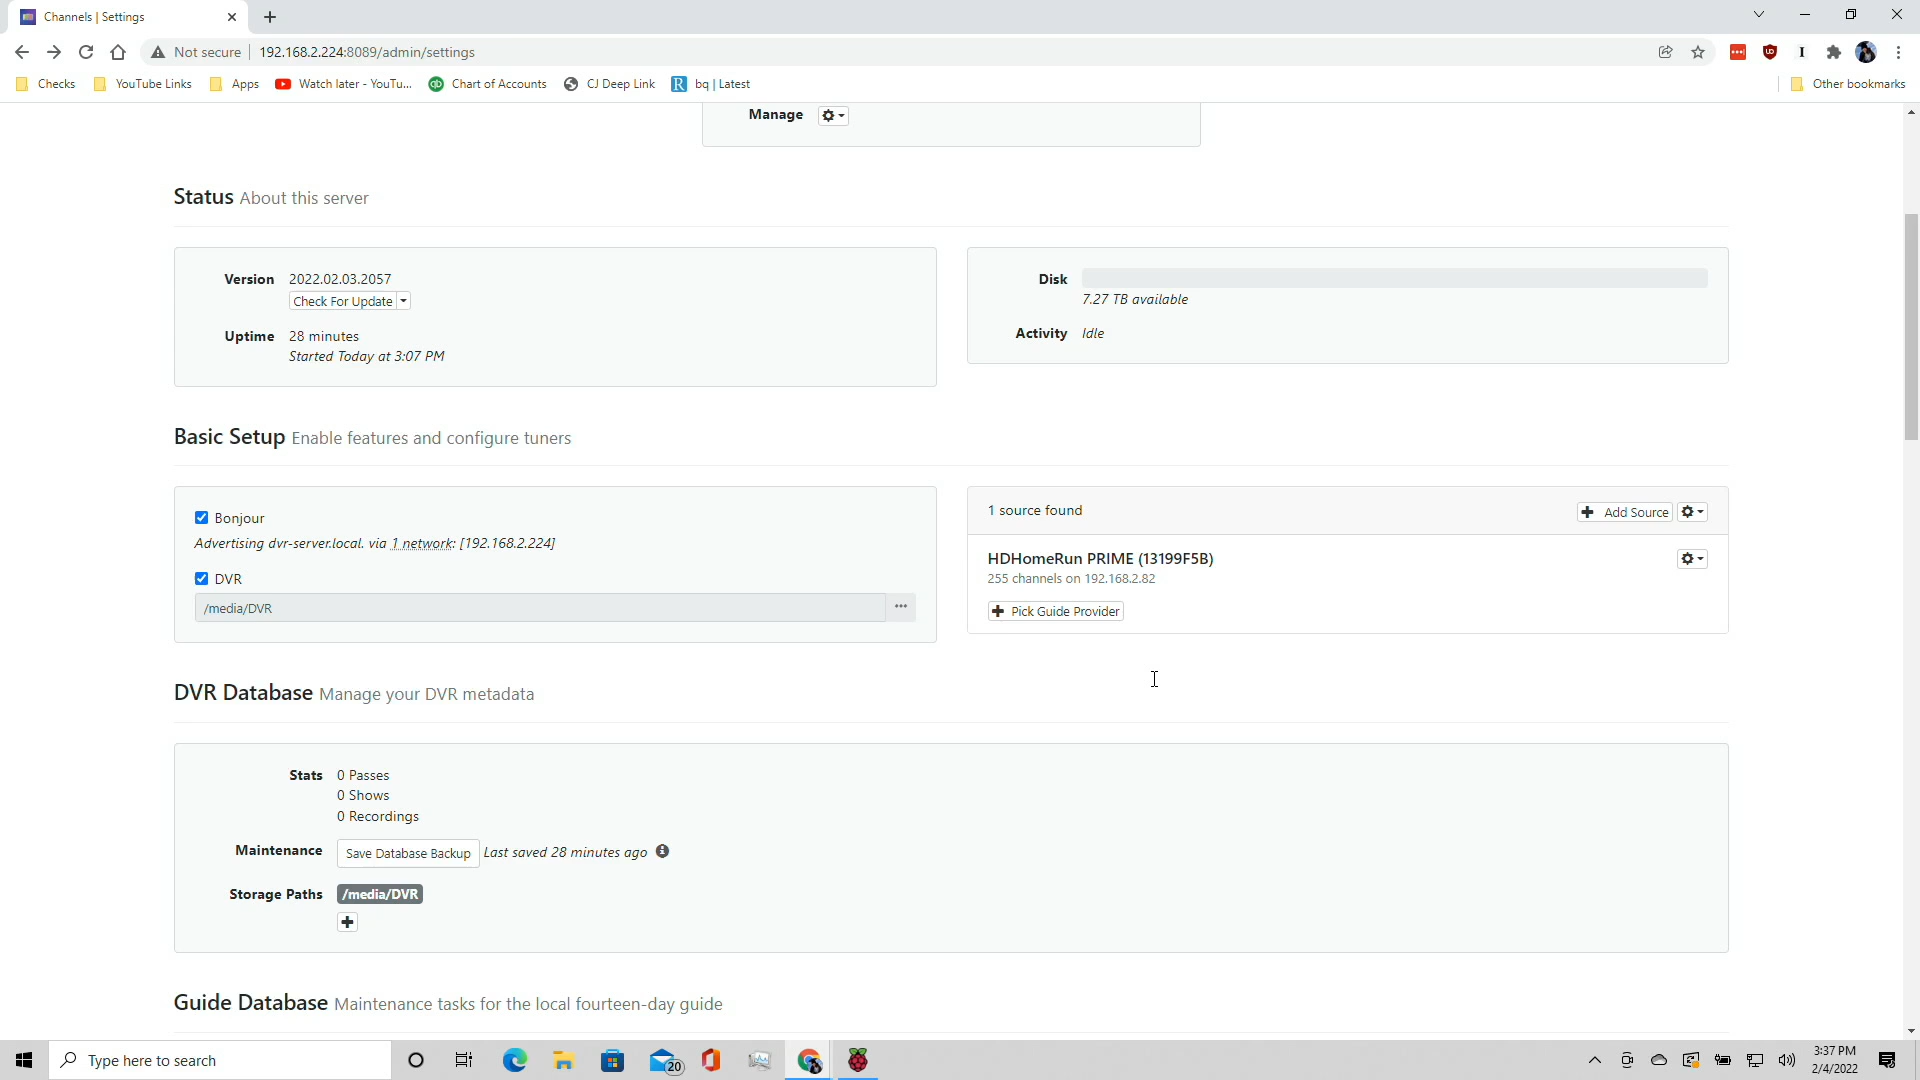 Channels | Settings
Not secure
192.168.2.224:8089/admin/settings
Checks
YouTube Links
Apps
Watch later - YouTu...
Chart of Accounts
CJ Deep Link
R
bq | Latest
Other bookmarks
Manage
Status About this server
Version 2022.02.03.2057
Check For Update
Uptime 28 minutes
Started Today at 3:07 PM
Disk
7.27 TB available
Activity Idle
Basic Setup Enable features and configure tuners
Bonjour
Advertising dvr-server.local. via 1 network: [192.168.2.224]
DVR
/media/DVR
1 source found
Add Source
HDHomeRun PRIME (13199F5B)
255 channels on 192.168.2.82
Pick Guide Provider
DVR Database Manage your DVR metadata
Stats 0 Passes
0 Shows
0 Recordings
Maintenance Save Database Backup Last saved 28 minutes ago
Storage Paths /media/DVR
Guide Database Maintenance tasks for the local fourteen-day guide
Type here to search
20
3:37 PM
2/4/2022